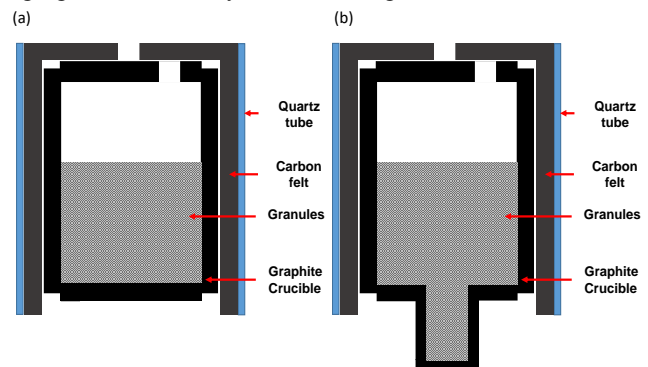 (a)
(b)
Quartz
tube
Carbon
felt
Granules
Graphite
Crucible
Quartz
tube
Carbon
felt
Granules
Graphite
Crucible